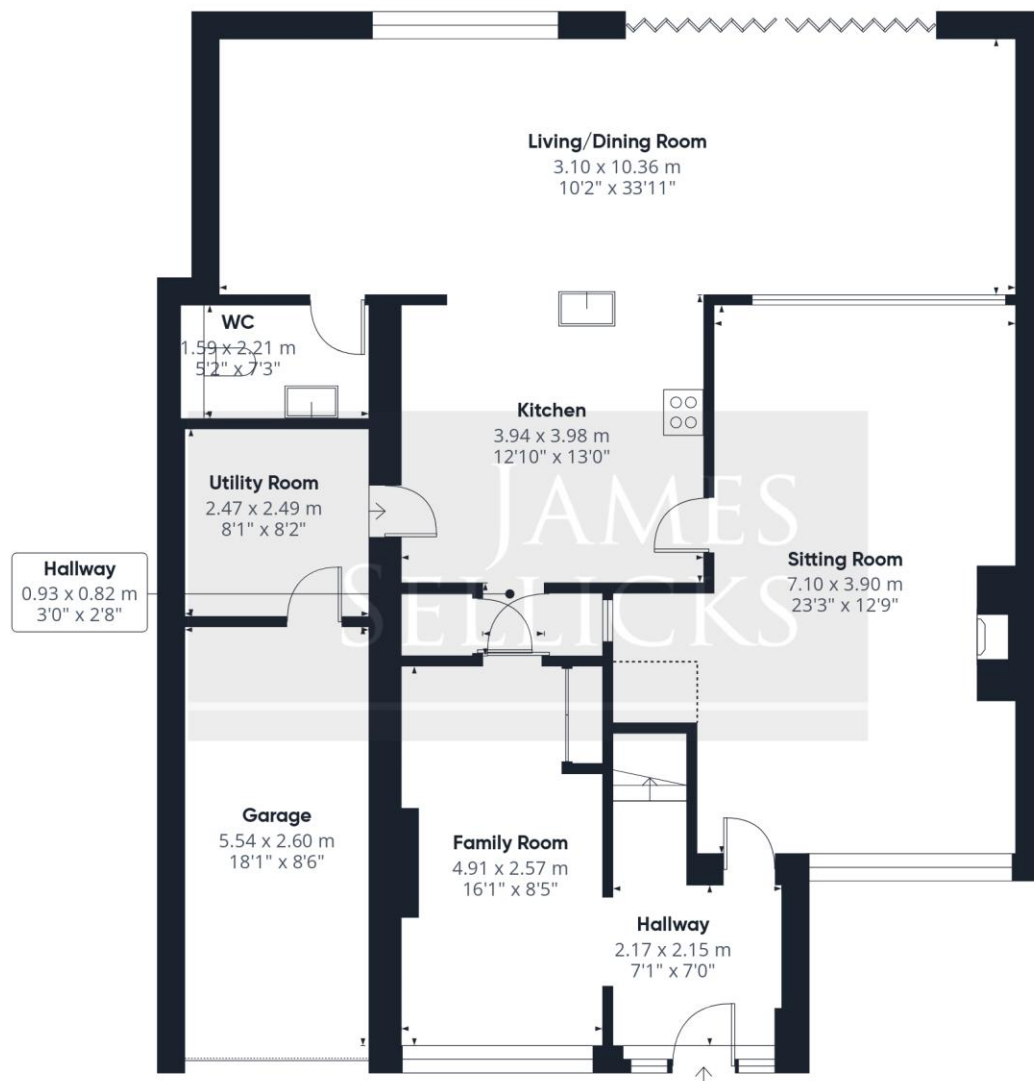 Living/Dining Room
3.10 x 10.36 m
10'2" x 33'11"
WC
1.59 x 2.21 m
5'2" x 7'3"
Kitchen
3.94 x 3.98 m
12'10" x 13'0"
Utility Room
2.47 x 2.49 m
8'1" x 8'2"
JAMES
SELLICKS
Hallway
0.93 x 0.82 m
3'0" x 2'8"
Sitting Room
7.10 x 3.90 m
23'3" x 12'9"
Garage
5.54 x 2.60 m
18'1" x 8'6"
Family Room
4.91 x 2.57 m
16'1" x 8'5"
Hallway
2.17 x 2.15 m
7'1" x 7'0"